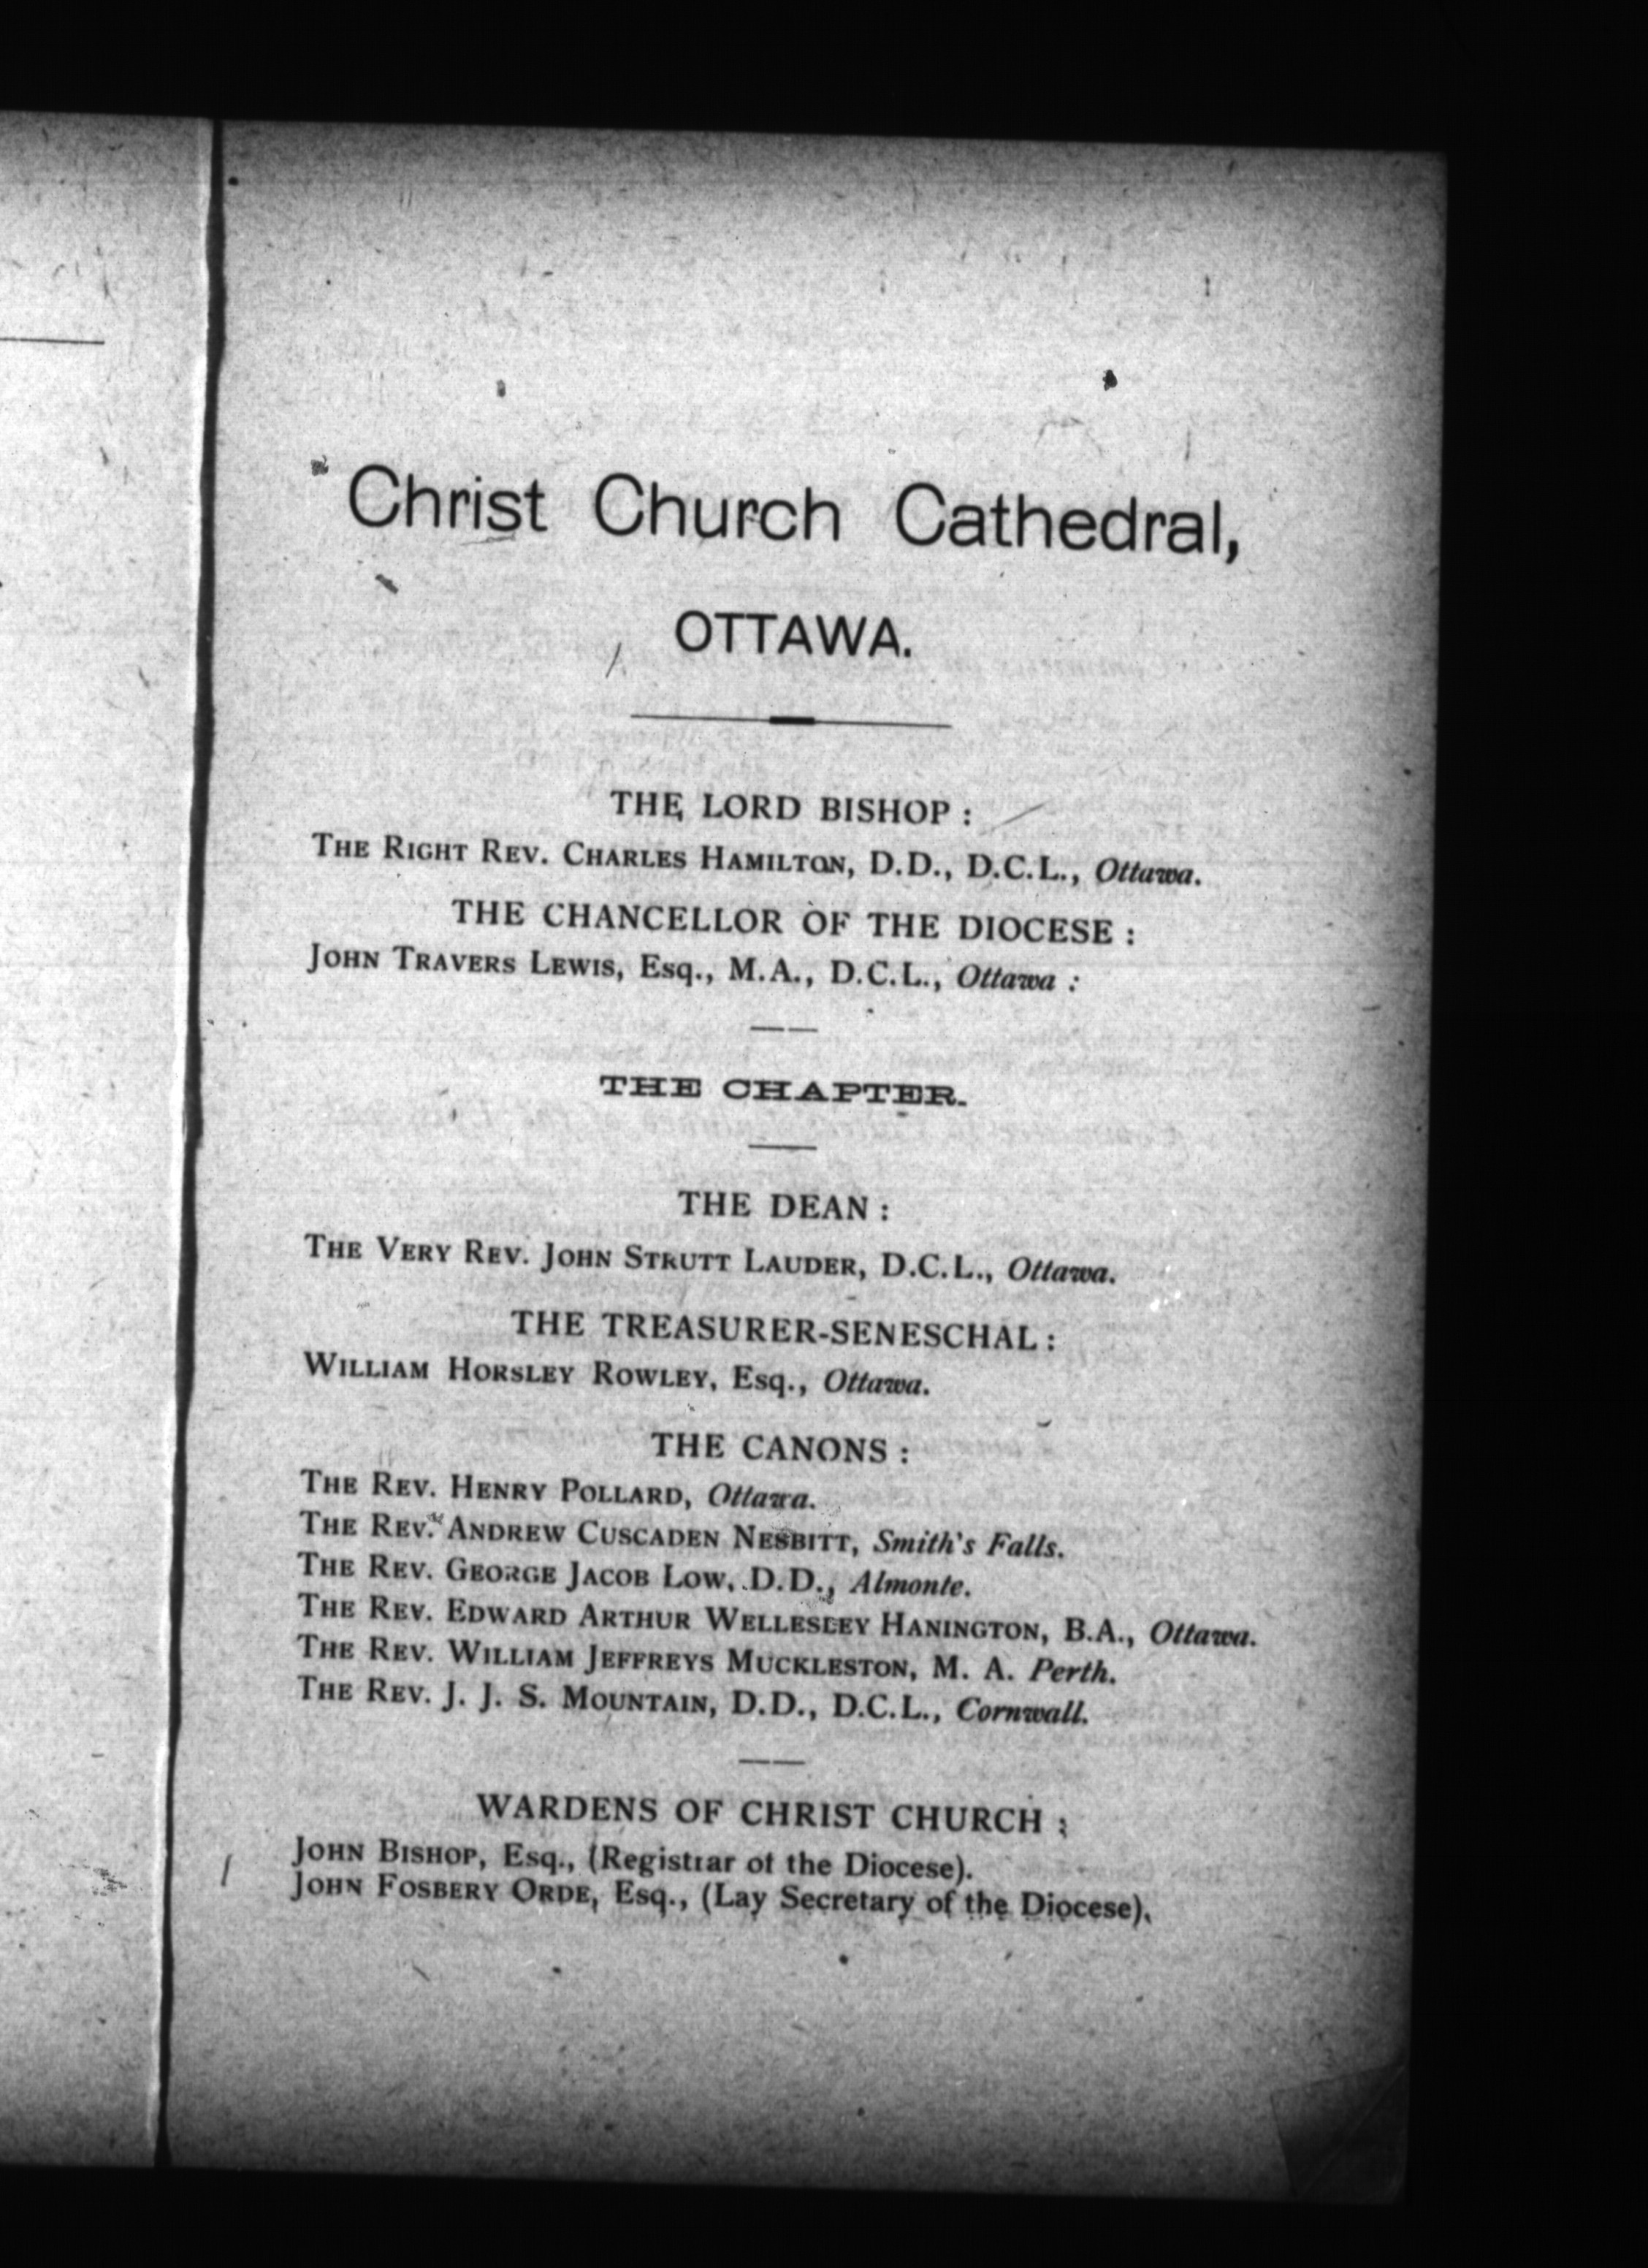 Christ Church Cathedral,
OTTAWA.
THE LORD BISHOP :
THE RIGHT REV. CHARLES HAMILTON, D.D., D.C.L., Ottawa.
THE CHANCELLOR OF THE DIOCESE :
JOHN TRAVERS LEWIS, Esq., M.A., D.C.L., Ottawa :
THE CHAPTER.
THE DEAN :
THE VERY REV. JOHN STRUTT LAUDER, D.C.L., Ottawa.
THE TREASURER-SENESCHAL :
WILLIAM HORSLEY ROWLEY, Esq., Ottawa.
THE CANONS :
THE REV. HENRY POLLARD, Ottawa.
THE REV. ANDREW CUSCADEN NESBITT, Smith's Falls.
THE REV. GEORGE JACOB LOW, D.D., Almonte.
THE REV. EDWARD ARTHUR WELLESLEY HANINGTON, B.A., Ottawa.
THE REV. WILLIAM JEFFREYS MUCKLESTON, M. A. Perth.
THE REV. J. J. S. MOUNTAIN, D.D., D.C.L., Cornwall.
WARDENS OF CHRIST CHURCH :
JOHN BISHOP, Esq., (Registrar of the Diocese).
JOHN FOSBERY ORDE, Esq., (Lay Secretary of the Diocese).